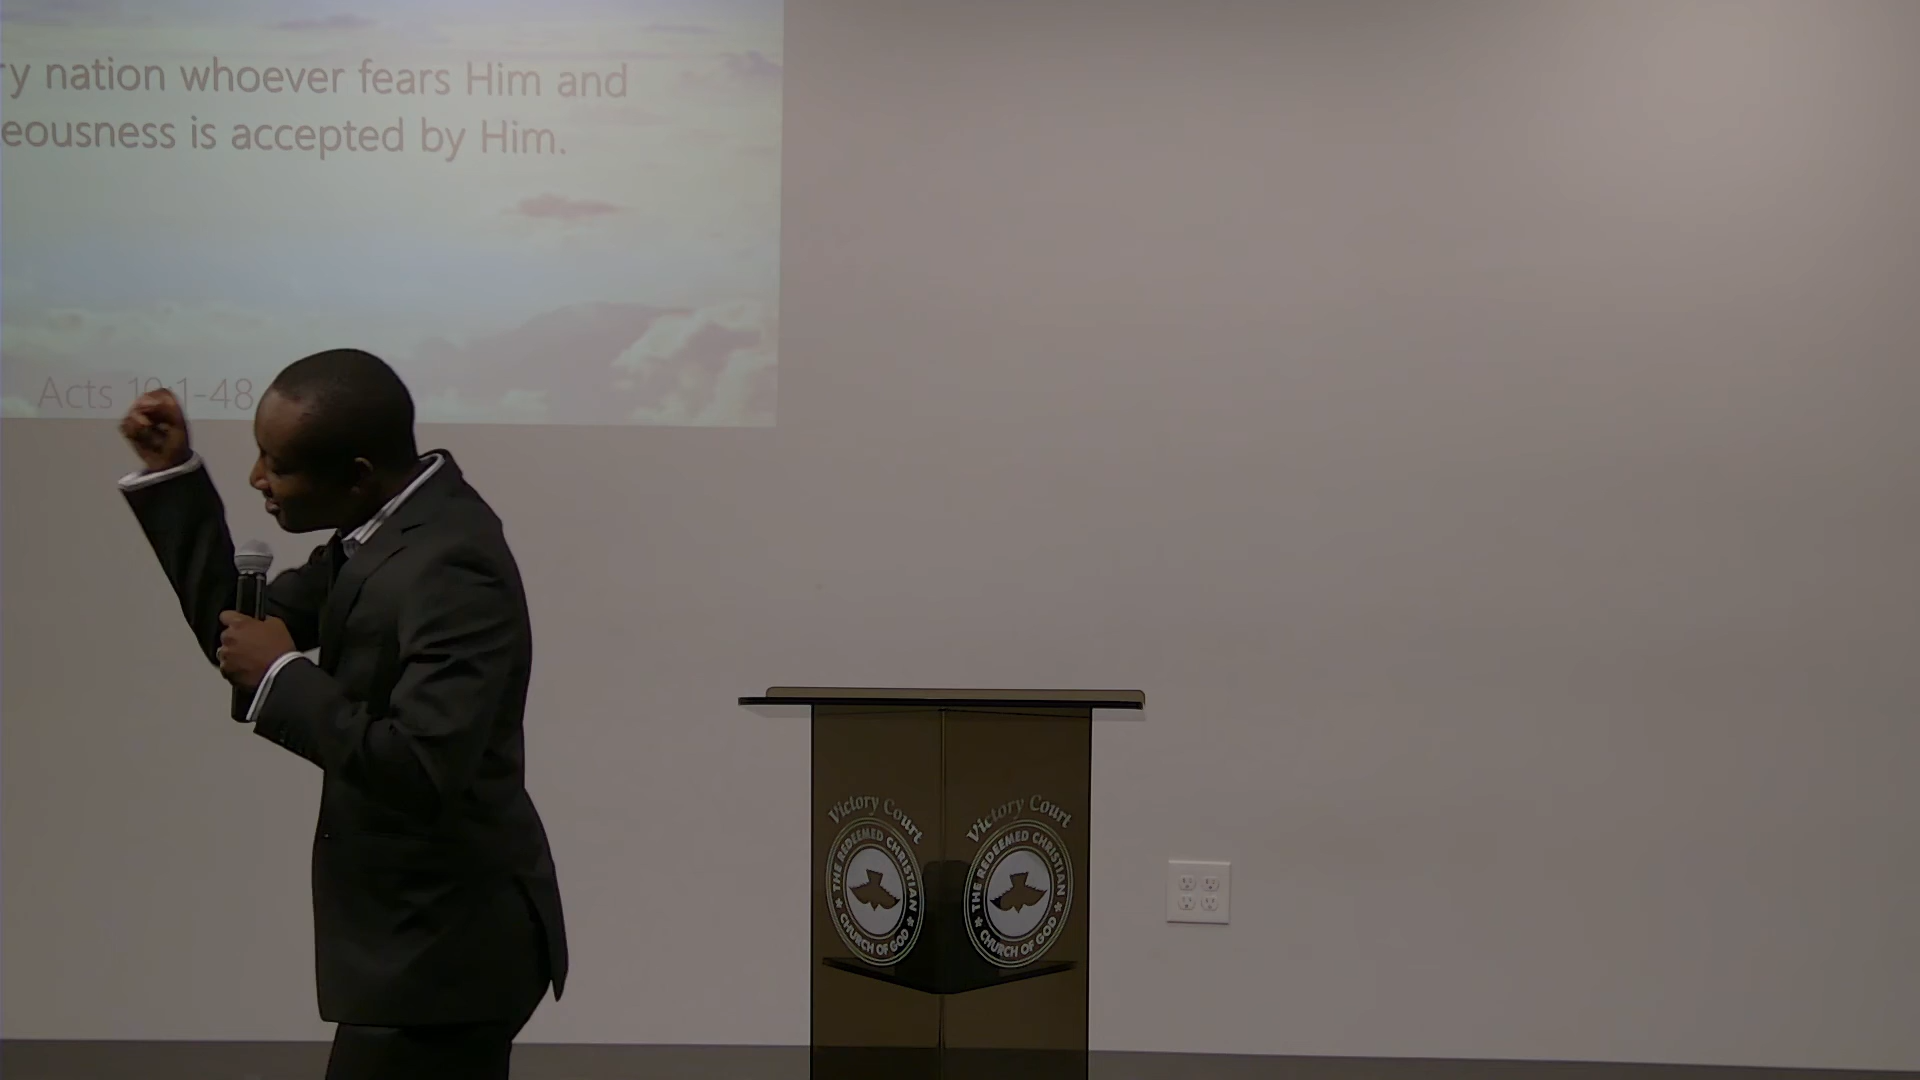 y nation whoever fears Him and
eousness is accepted by Him.
Acts 10:1-48
Victory Court
THE REDEEMED CHRISTIAN
CHURCH OF GOD
Victory Court
THE REDEEMED CHRISTIAN
CHURCH OF GOD